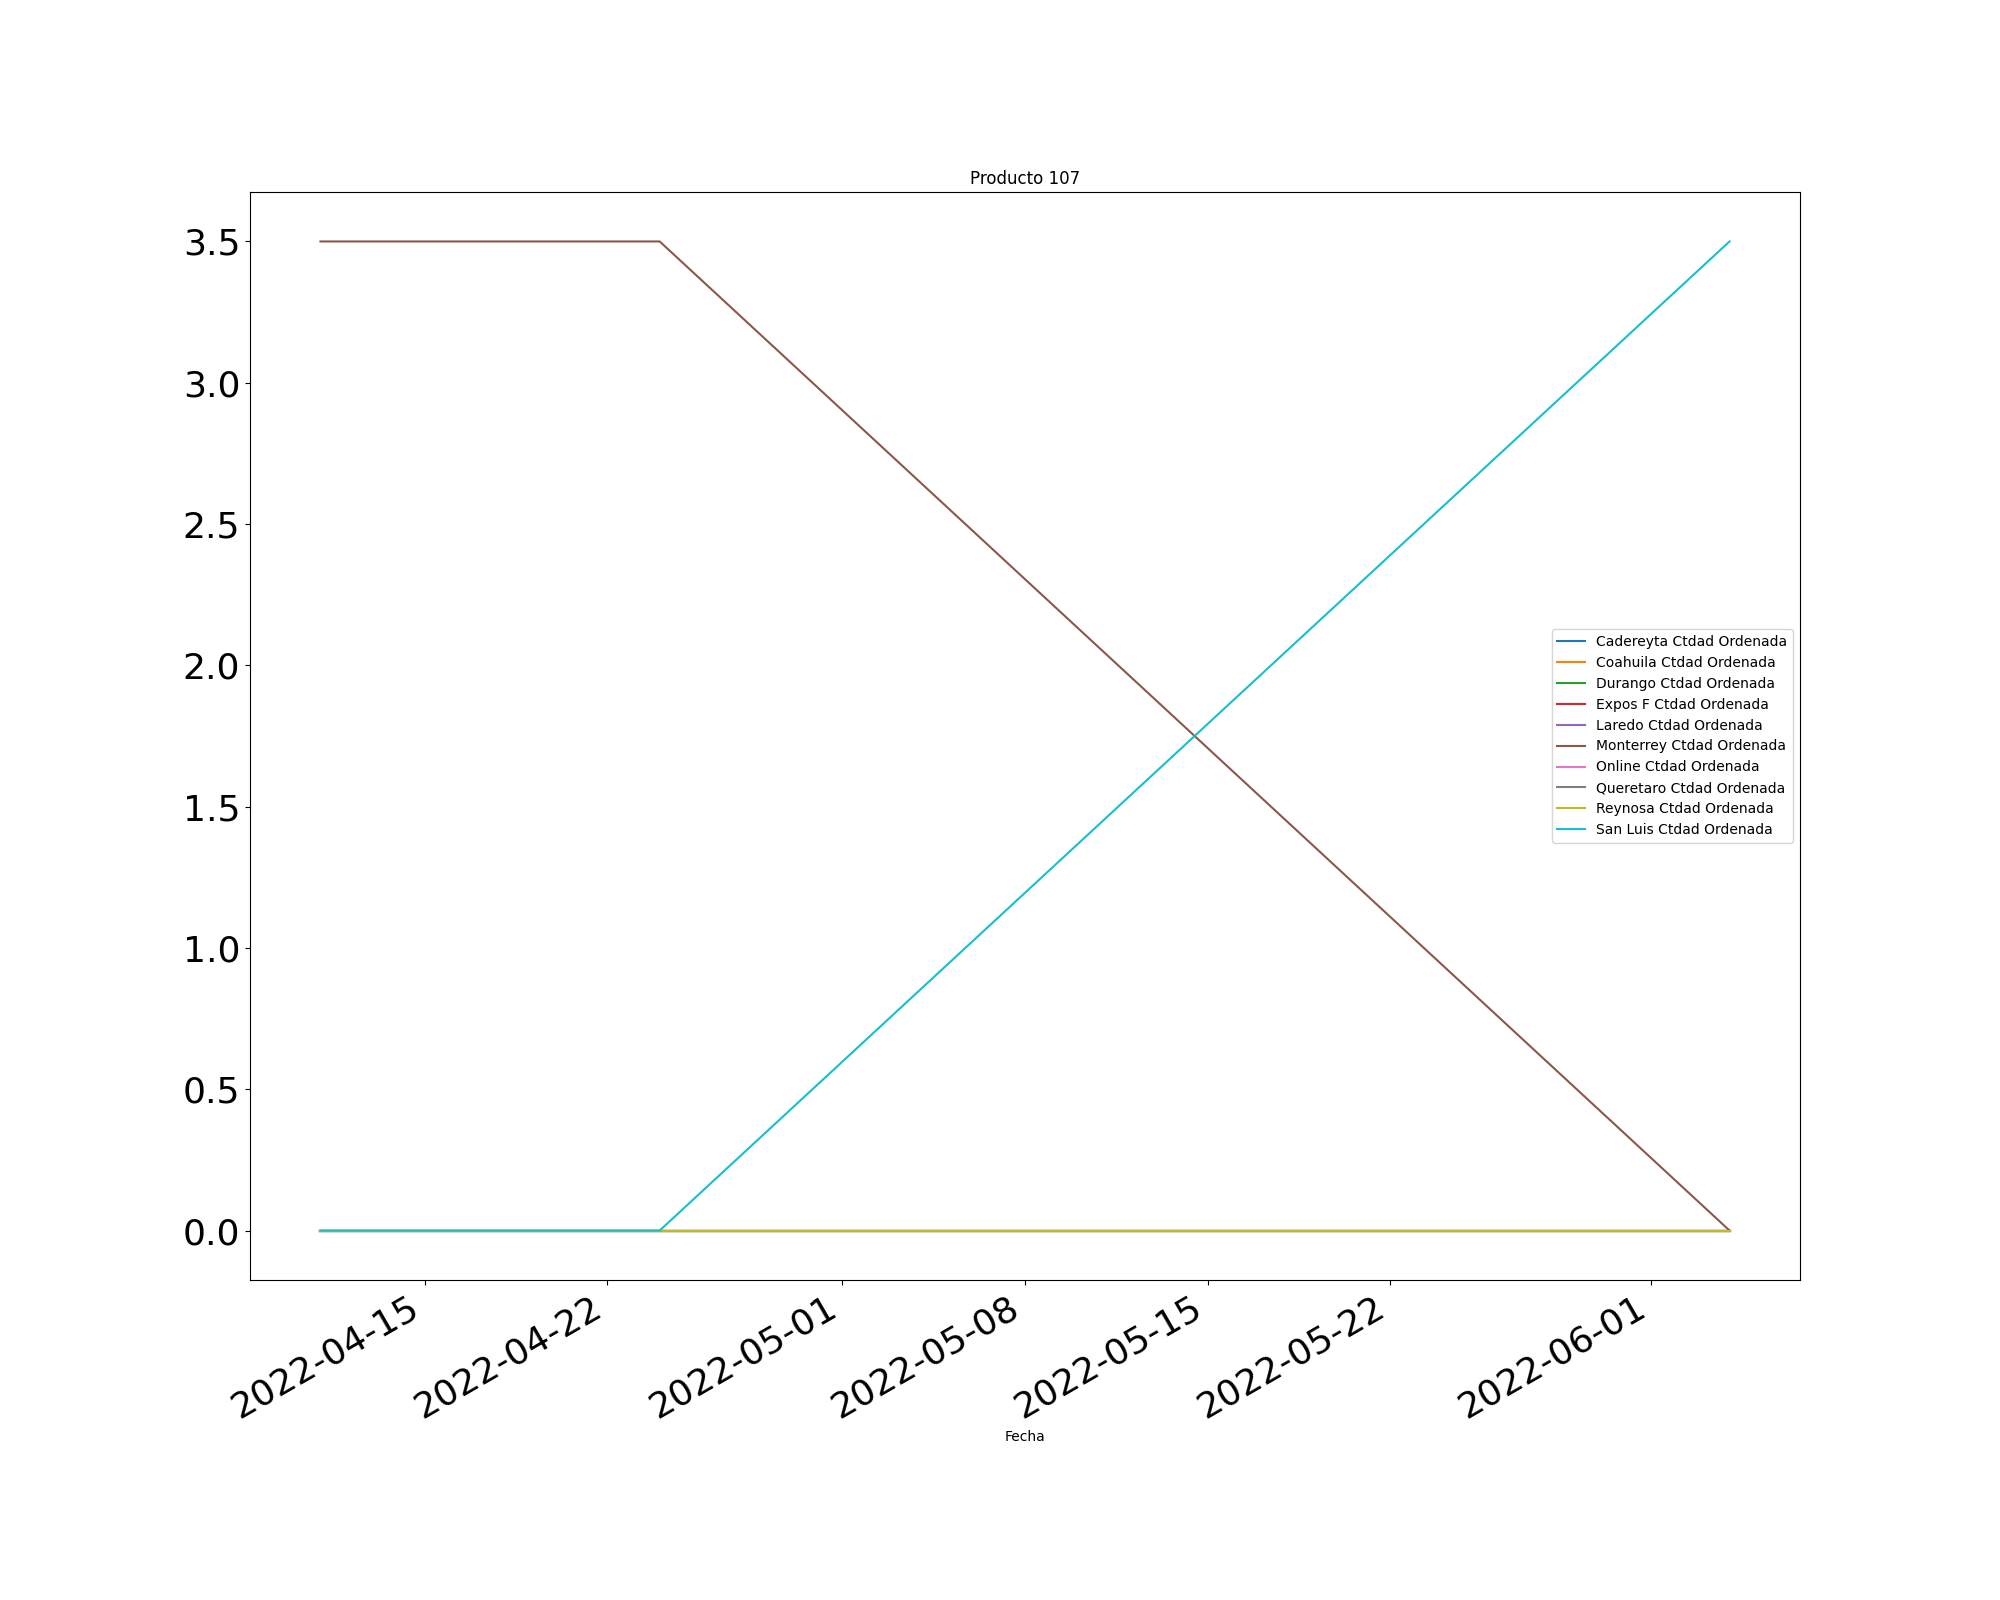 Producto 107
3.5
3.0
2.5
2.0
1.5
1.0
0.5
0.0
Cadereyta Ctdad Ordenada
Coahuila Ctdad Ordenada
Durango Ctdad Ordenada
Expos F Ctdad Ordenada
Laredo Ctdad Ordenada
Monterrey Ctdad Ordenada
Online Ctdad Ordenada
Queretaro Ctdad Ordenada
Reynosa Ctdad Ordenada
San Luis Ctdad Ordenada
2022-04-15
2022-04-22
2022-05-01
2022-05-08
2022-05-15
2022-05-22
2022-06-01
Fecha